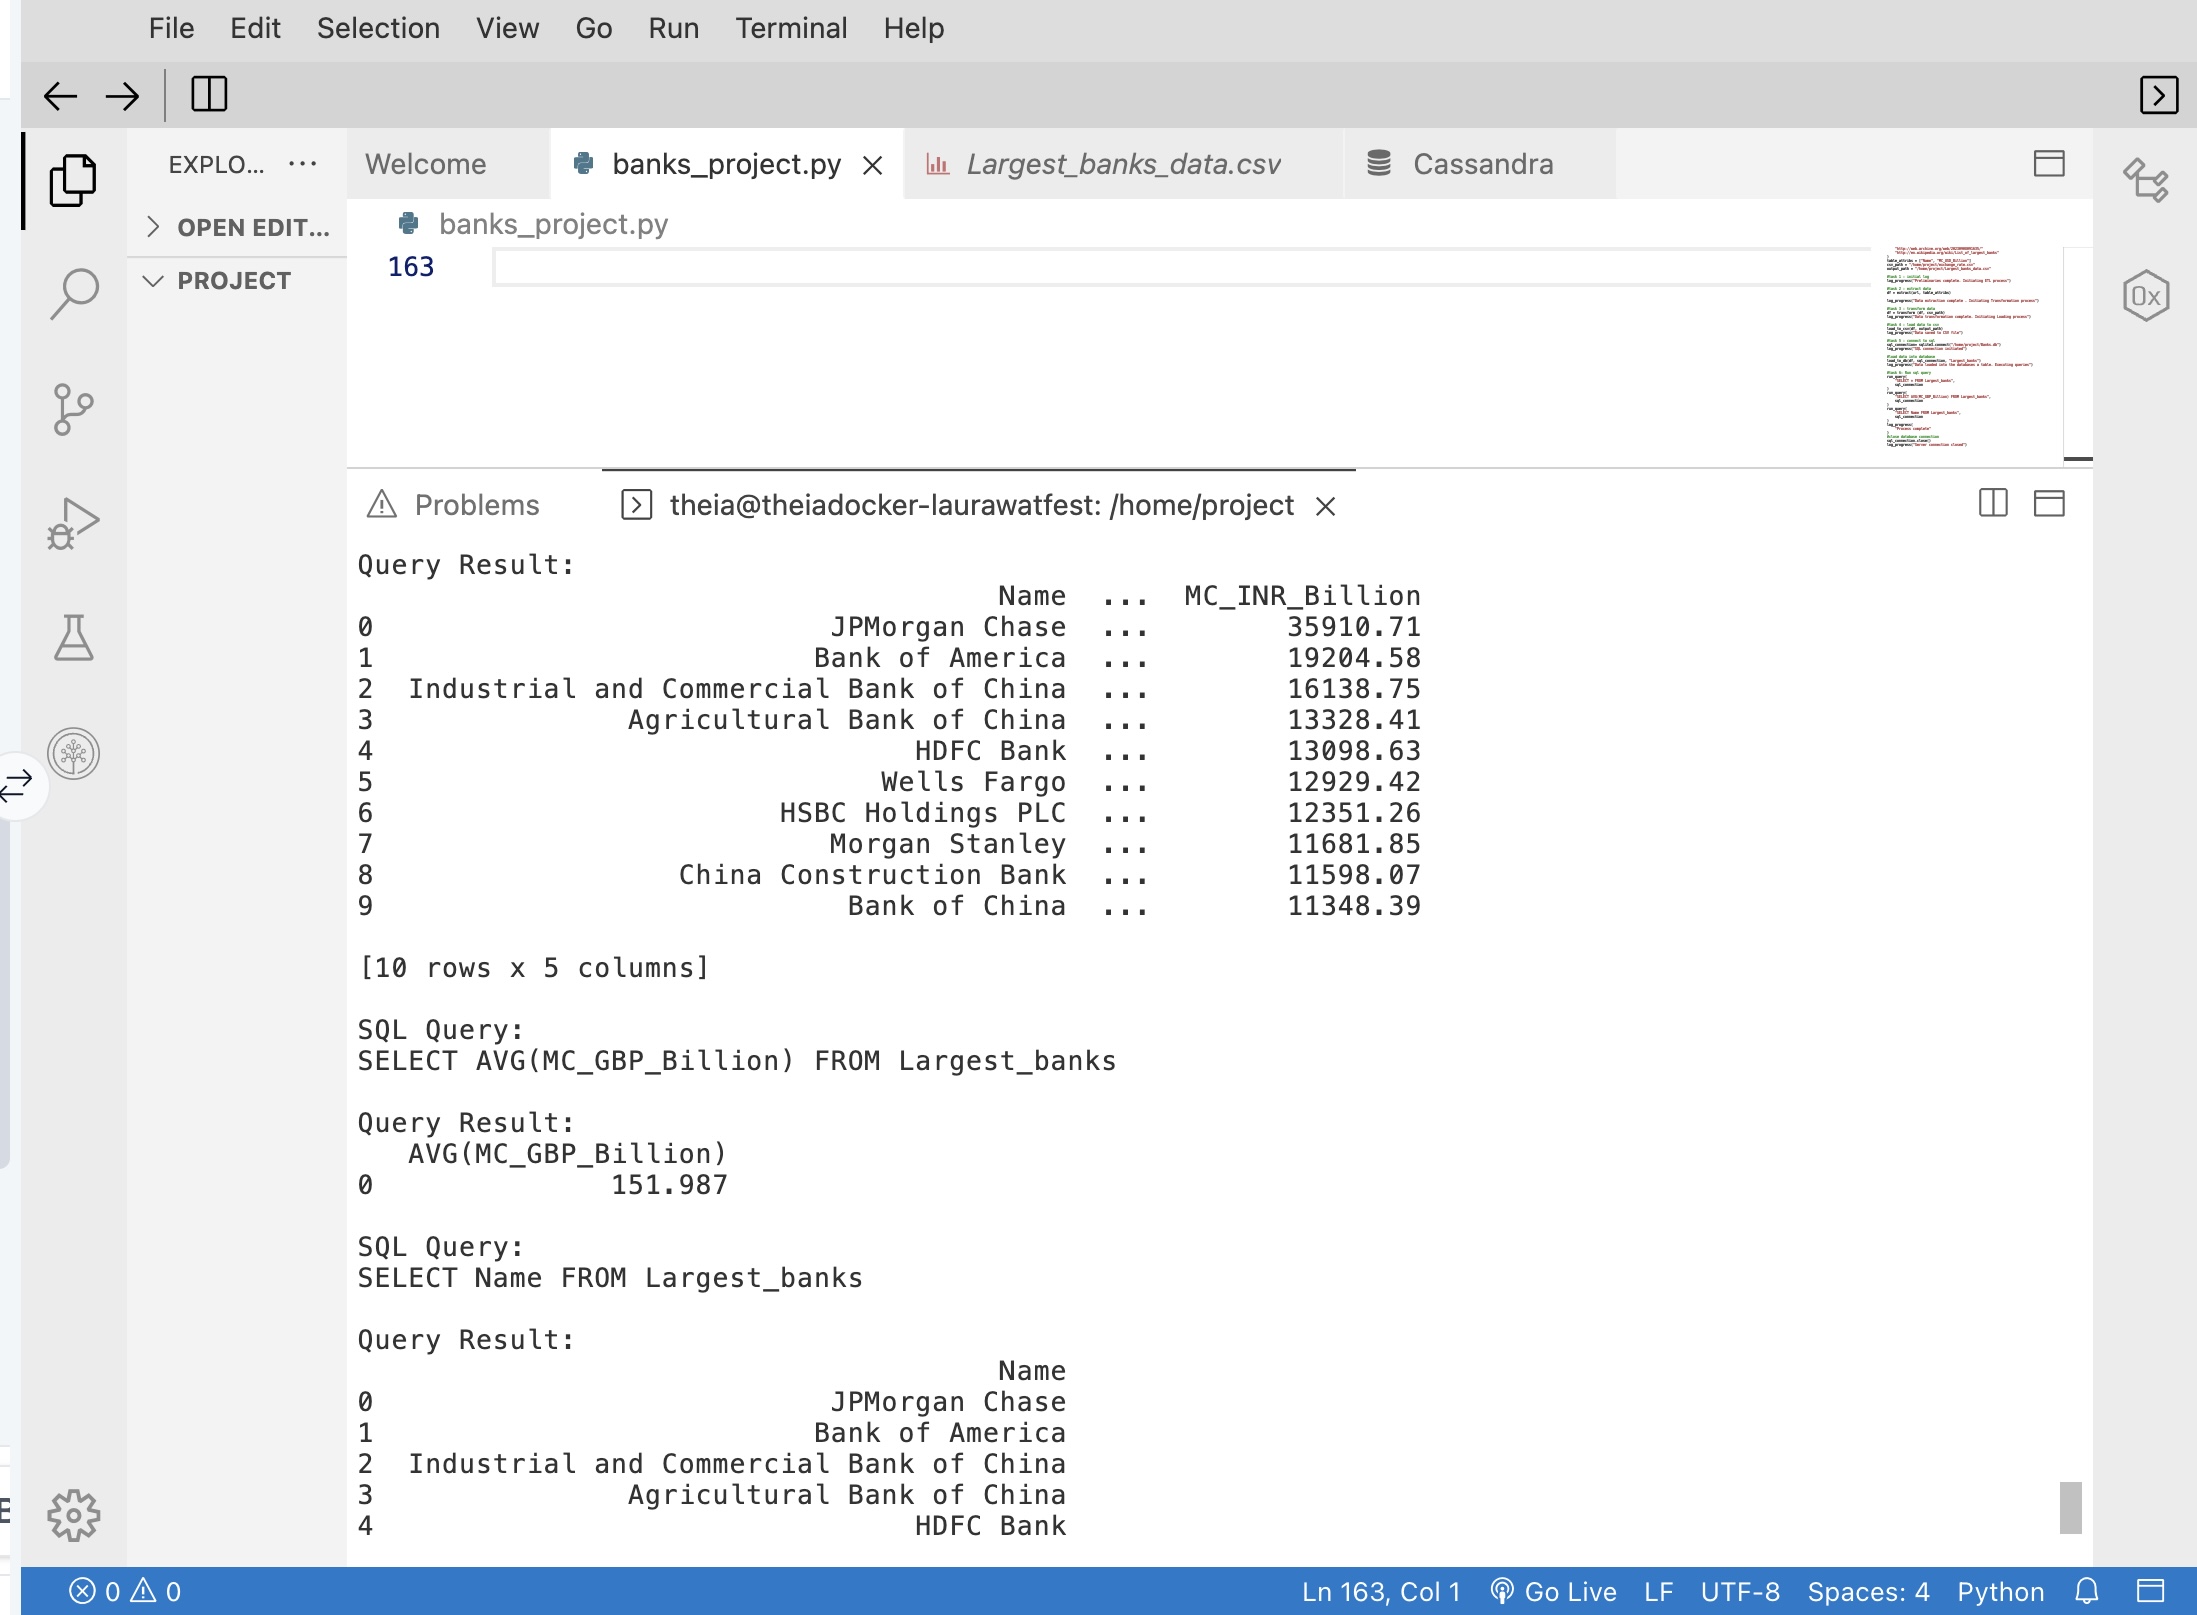 File Edit Selection View Go Run Terminal Help
EXPLO... ...
Welcome banks_project.py Largest_banks_data.csv Cassandra
OPEN EDIT...
PROJECT
banks_project.py
163
0x
Problems theia@theiadocker-laurawatfest: /home/project
Query Result:
Name ... MC_INR_Billion
0 JPMorgan Chase ... 35910.71
1 Bank of America ... 19204.58
2 Industrial and Commercial Bank of China ... 16138.75
3 Agricultural Bank of China ... 13328.41
4 HDFC Bank ... 13098.63
5 Wells Fargo ... 12929.42
6 HSBC Holdings PLC ... 12351.26
7 Morgan Stanley ... 11681.85
8 China Construction Bank ... 11598.07
9 Bank of China ... 11348.39
[10 rows x 5 columns]
SQL Query:
SELECT AVG(MC_GBP_Billion) FROM Largest_banks
Query Result:
AVG(MC_GBP_Billion)
0 151.987
SQL Query:
SELECT Name FROM Largest_banks
Query Result:
Name
0 JPMorgan Chase
1 Bank of America
2 Industrial and Commercial Bank of China
3 Agricultural Bank of China
4 HDFC Bank
0 0 Ln 163, Col 1 Go Live LF UTF-8 Spaces: 4 Python